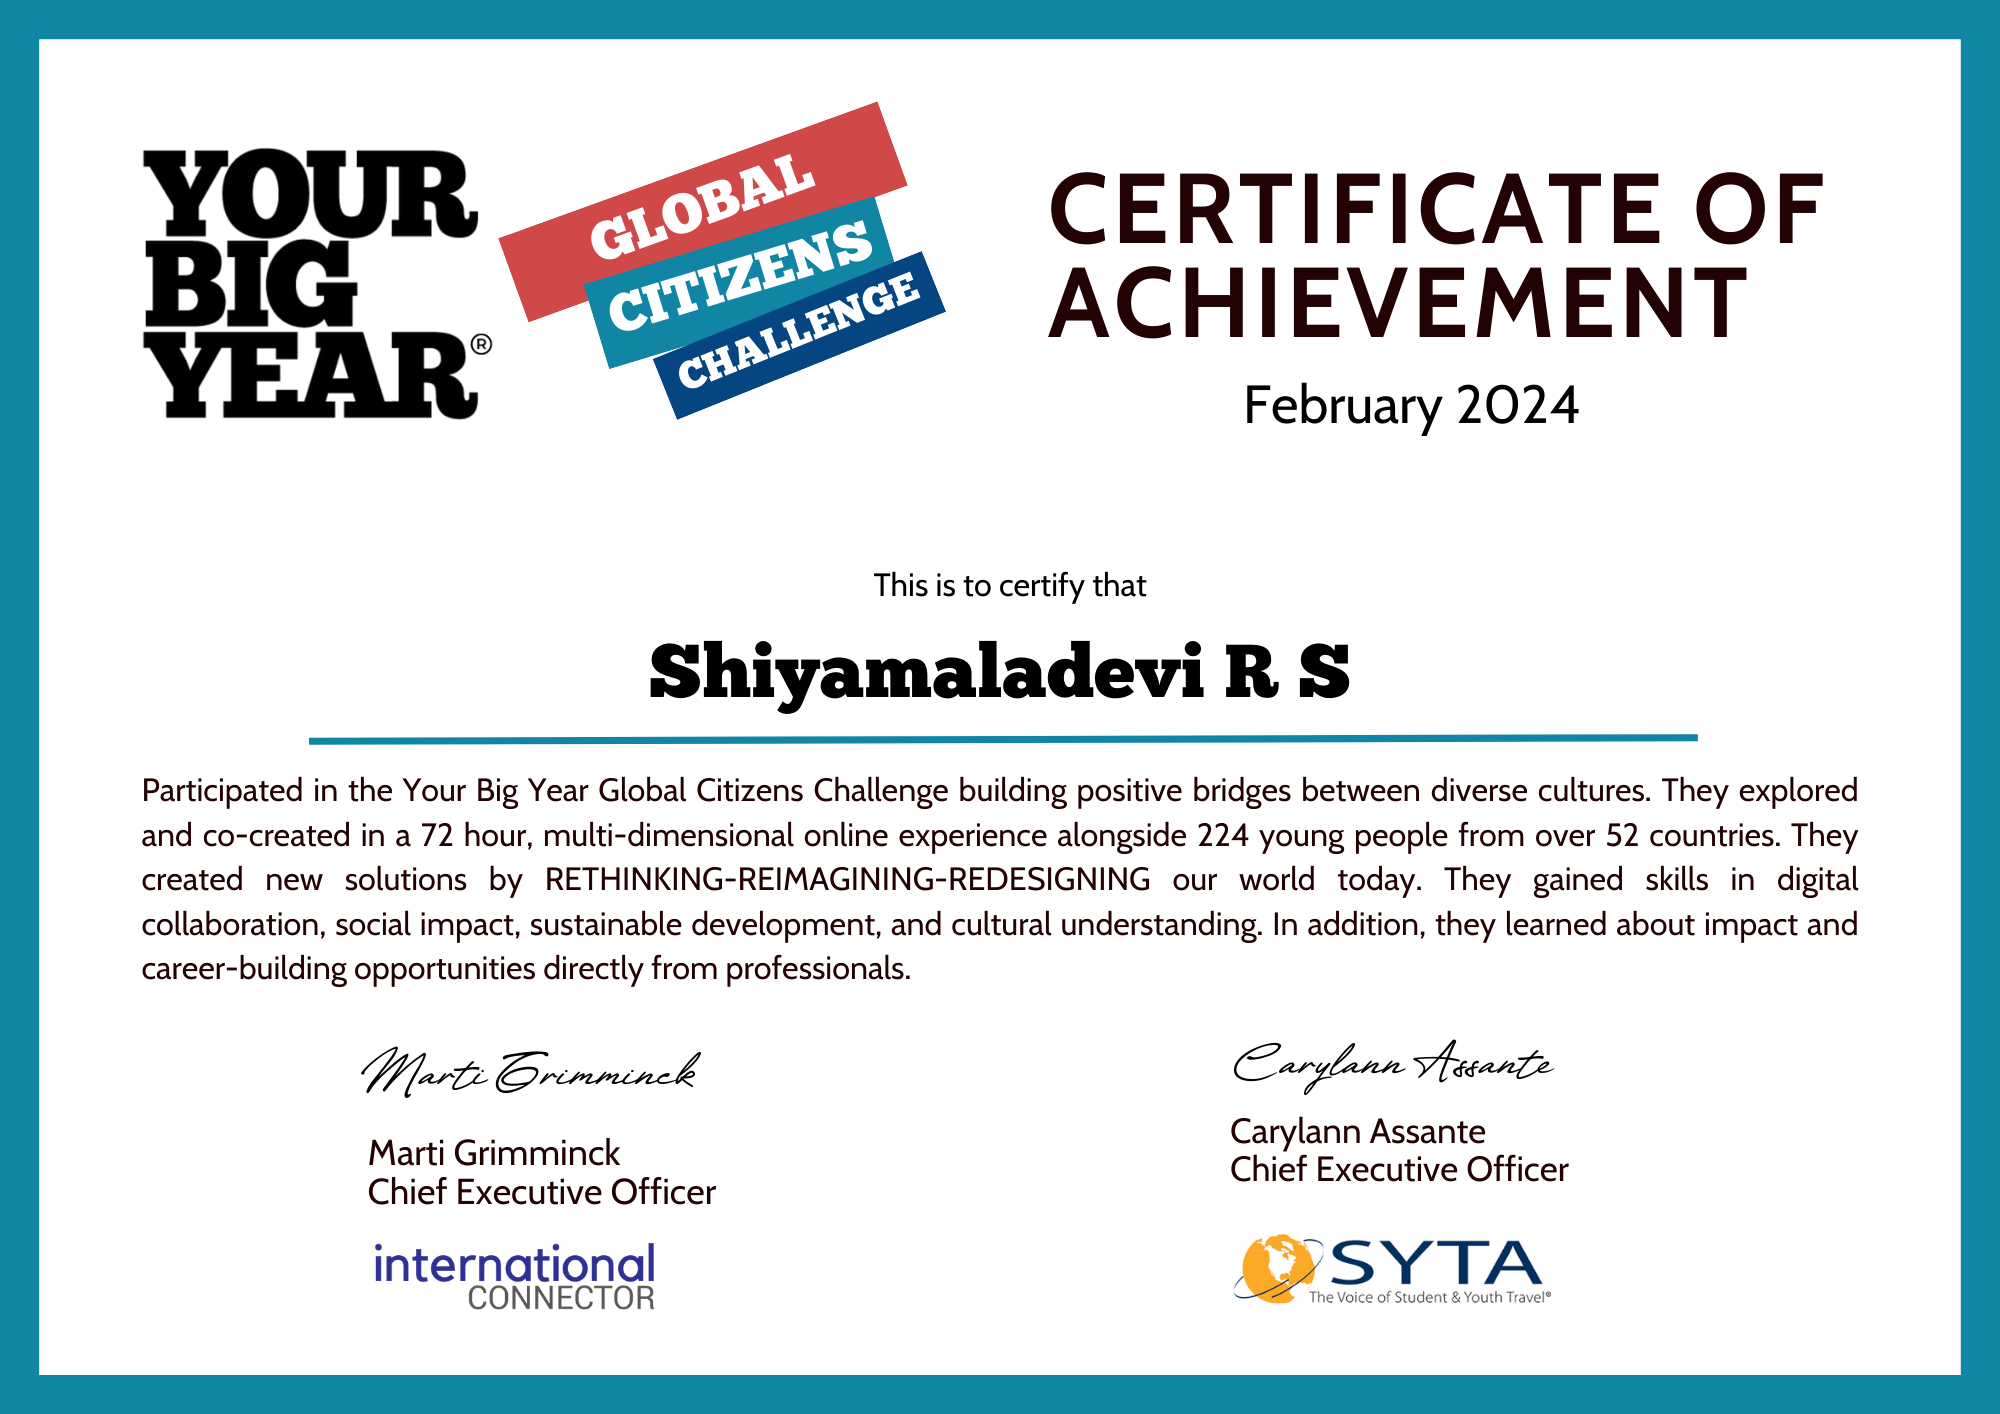 YOUR
BIG
YEAR®
GLOBAL
CITIZENS
CHALLENGE
CERTIFICATE OF
ACHIEVEMENT
February 2024
This is to certify that
Shiyamaladevi R S
Participated in the Your Big Year Global Citizens Challenge building positive bridges between diverse cultures. They explored
and co-created in a 72 hour, multi-dimensional online experience alongside 224 young people from over 52 countries. They
created new solutions by RETHINKING-REIMAGINING-REDESIGNING our world today. They gained skills in digital
collaboration, social impact, sustainable development, and cultural understanding. In addition, they learned about impact and
career-building opportunities directly from professionals.
Marti Grimminck
Marti Grimminck
Chief Executive Officer
international
CONNECTOR
Carylann Assante
Carylann Assante
Chief Executive Officer
SYTA
The Voice of Student & Youth Travel®